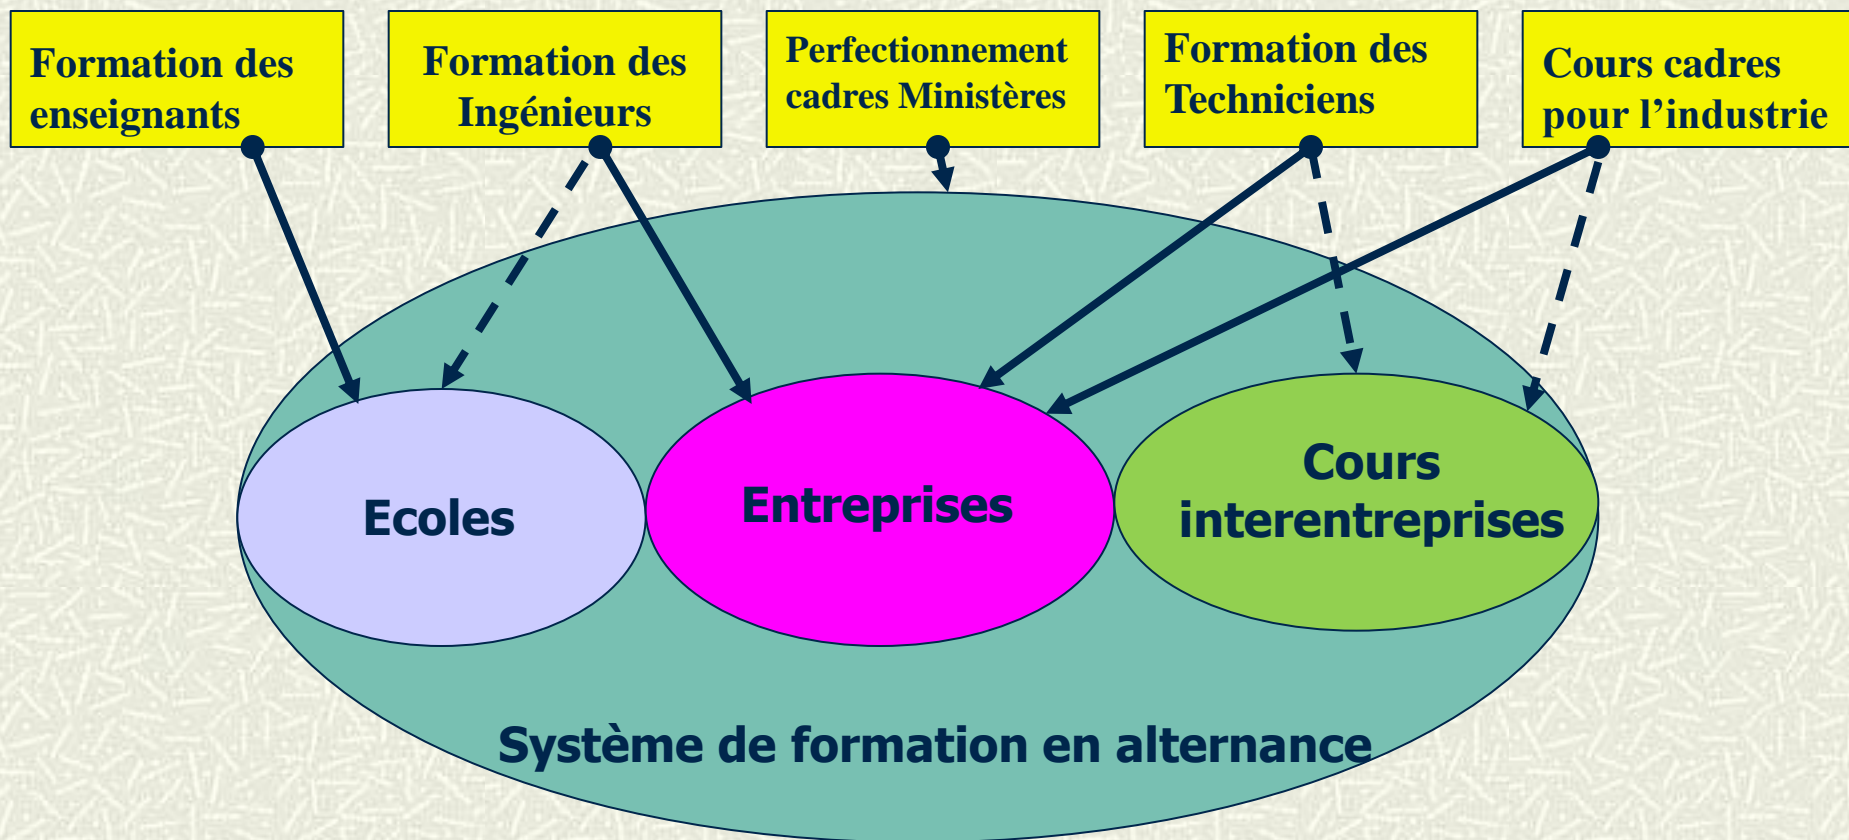 Formation des
enseignants
Formation des
Ingénieurs
Perfectionnement
cadres Ministères
Formation des
Techniciens
Cours cadres
pour l’industrie
Ecoles
Entreprises
Cours
interentreprises
Système de formation en alternance